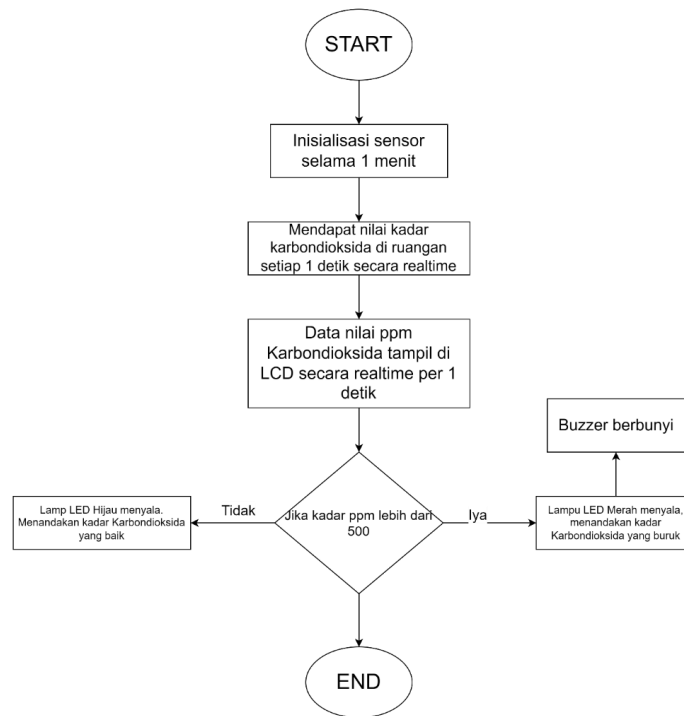 START
Inisialisasi sensor
selama 1 menit
Mendapat nilai kadar
karbondioksida di ruangan
setiap 1 detik secara realtime
Data nilai ppm
Karbondioksida tampil di
LCD secara realtime per 1
detik
Buzzer berbunyi
Lamp LED Hijau menyala.
Menandakan kadar Karbondioksida
yang baik
Tidak
Jika kadar ppm lebih dari
500
Iya
Lampu LED Merah menyala,
menandakan kadar
Karbondioksida yang buruk
END